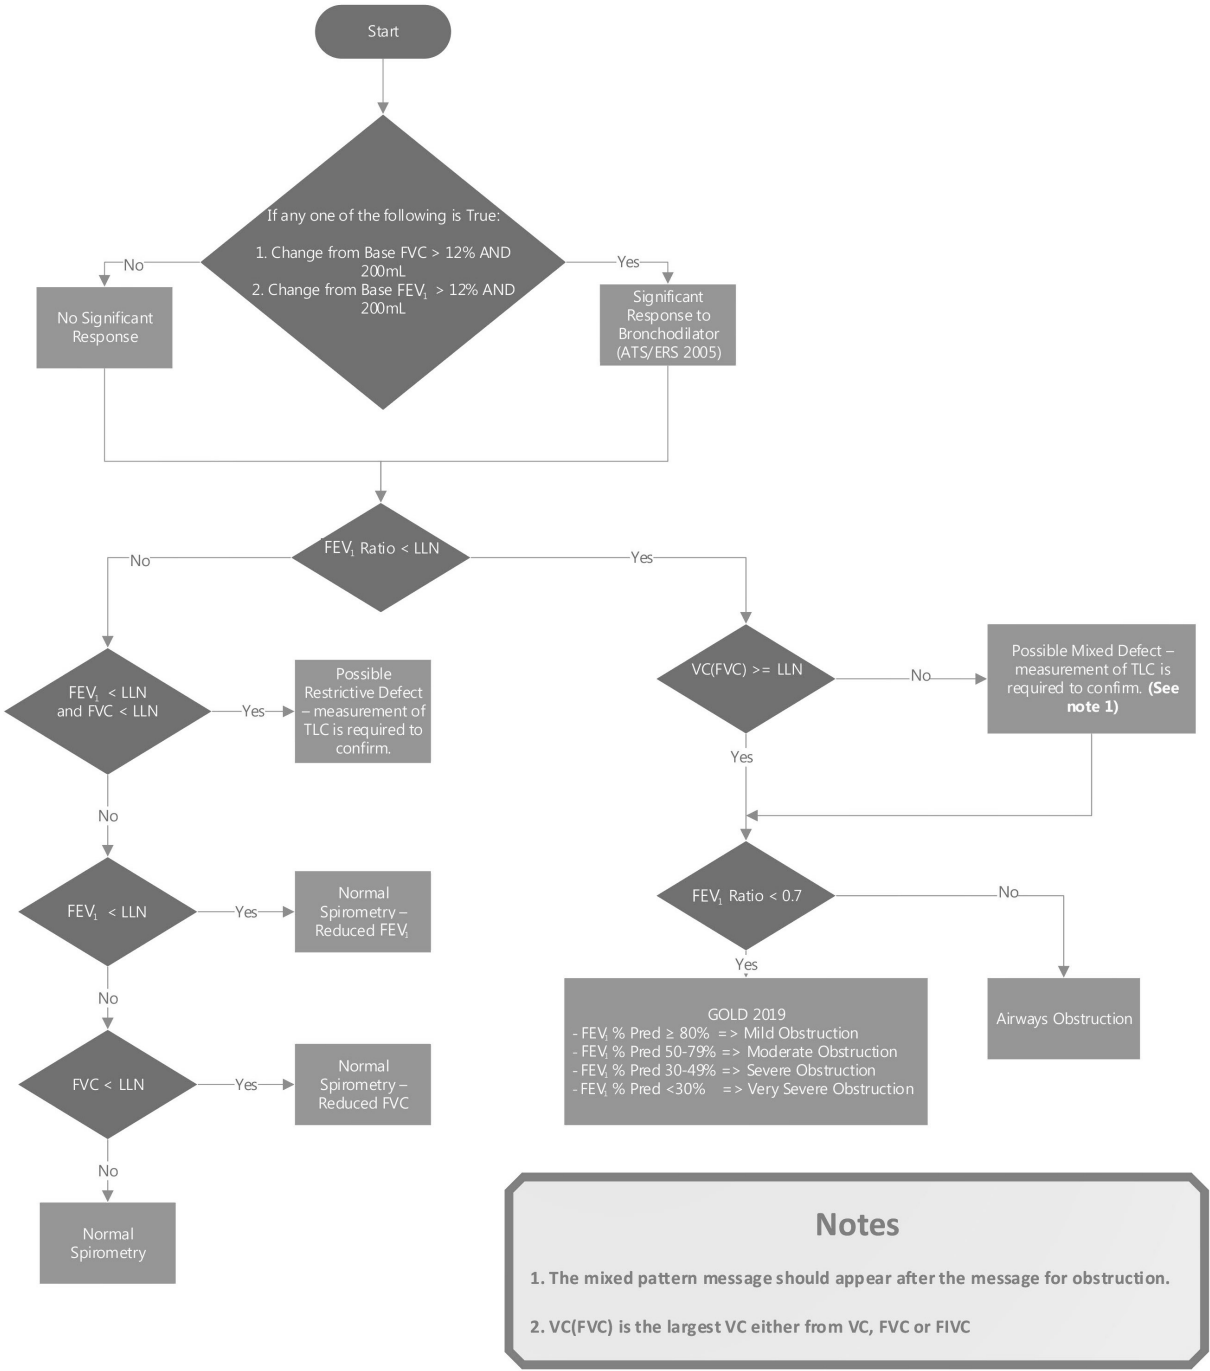 Start
If any one of the following is True:
1. Change from Base FVC > 12% AND
200mL
2. Change from Base FEV₁ > 12% AND
200mL
No
Yes
No Significant
Response
Significant
Response to
Bronchodilator
(ATS/ERS 2005)
FEV₁ Ratio < LLN
No
Yes
FEV₁ < LLN
and FVC < LLN
Yes
Possible
Restrictive Defect
– measurement of
TLC is required to
confirm.
VC(FVC) >= LLN
No
Possible Mixed Defect –
measurement of TLC is
required to confirm. (See
note 1)
Yes
No
FEV₁ < LLN
Yes
Normal
Spirometry –
Reduced FEV₁
FEV₁ Ratio < 0.7
No
Yes
No
GOLD 2019
- FEV₁ % Pred ≥ 80% => Mild Obstruction
- FEV₁ % Pred 50-79% => Moderate Obstruction
- FEV₁ % Pred 30-49% => Severe Obstruction
- FEV₁ % Pred <30% => Very Severe Obstruction
Airways Obstruction
FVC < LLN
Yes
Normal
Spirometry –
Reduced FVC
No
Normal
Spirometry
Notes
1. The mixed pattern message should appear after the message for obstruction.
2. VC(FVC) is the largest VC either from VC, FVC or FIVC